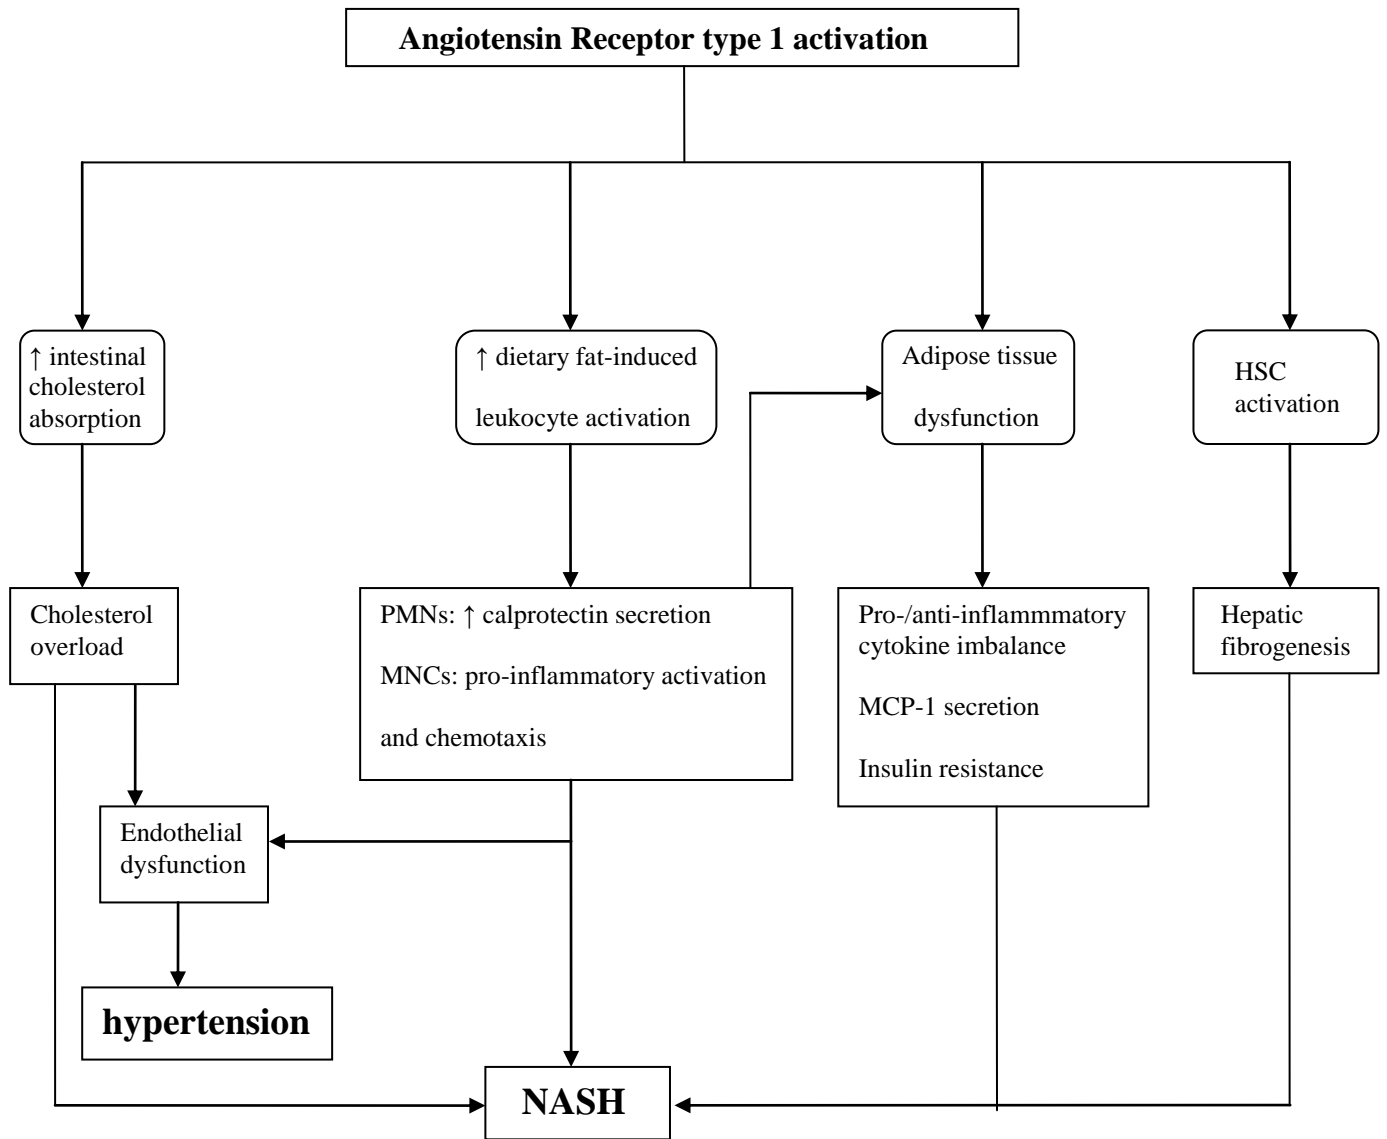 Angiotensin Receptor type 1 activation
↑ intestinal
cholesterol
absorption
↑ dietary fat-induced
leukocyte activation
Adipose tissue
dysfunction
HSC
activation
Cholesterol
overload
PMNs: ↑ calprotectin secretion
MNCs: pro-inflammatory activation
and chemotaxis
Pro-/anti-inflammmatory
cytokine imbalance
MCP-1 secretion
Insulin resistance
Hepatic
fibrogenesis
Endothelial
dysfunction
hypertension
NASH